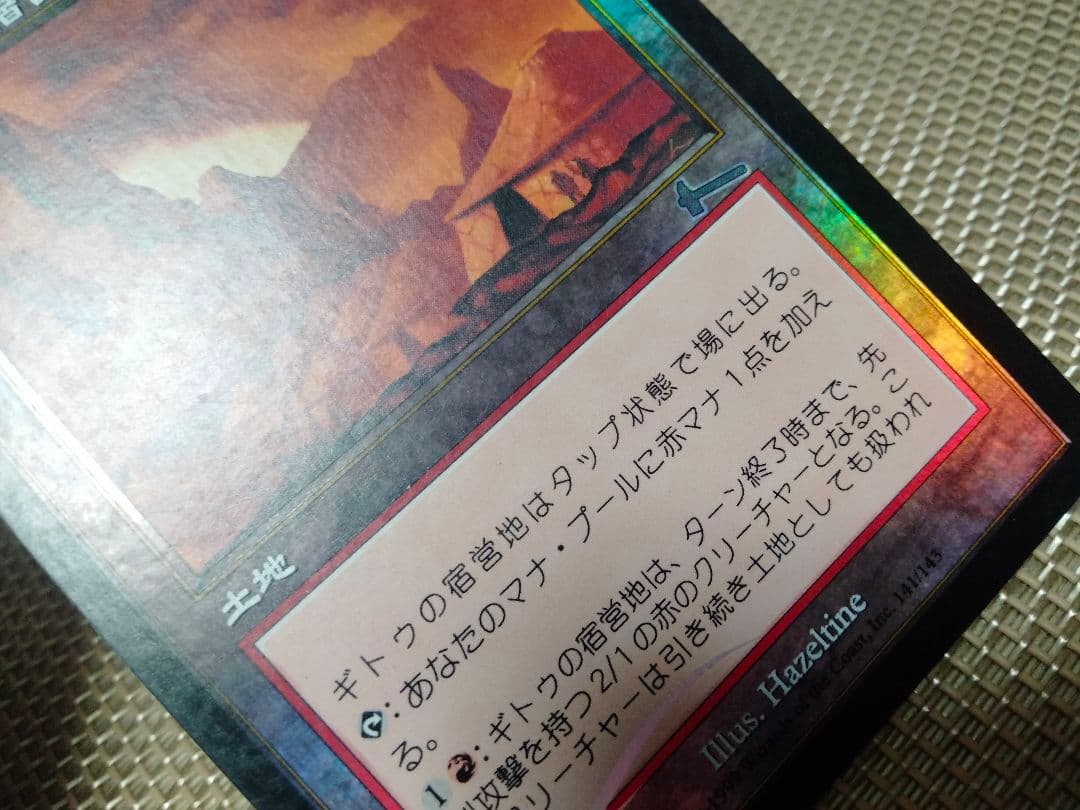 土地
ギトゥの宿営地はタップ状態で場に出る。
: あなたのマナ・プールに赤マナ1点を加え
る。
1 : ギトゥの宿営地は、ターン終了時まで、先
攻撃を持つ2/1の赤のクリーチャーとなる。こ
リーチャーは引き続き土地としても扱われ
Illus. Hazeltine
Wizards of the Coast, Inc. 141/143